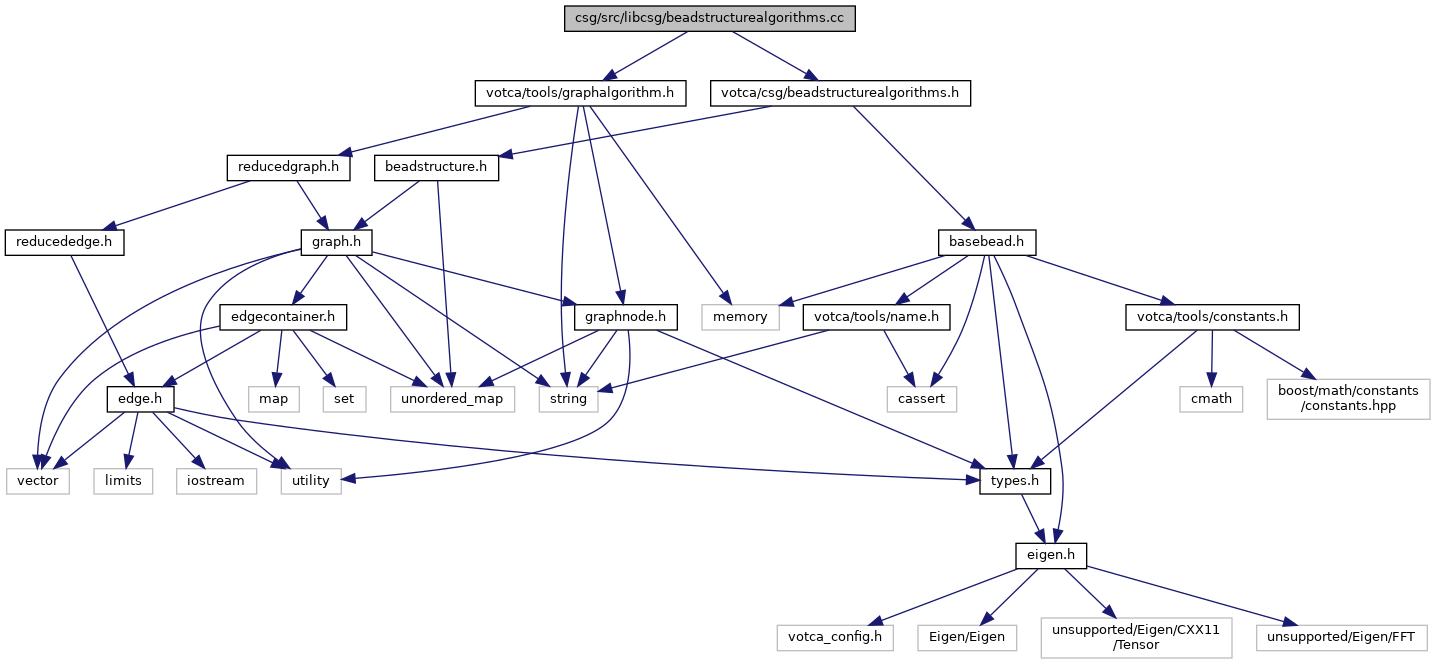 csg/src/libcsg/beadstructurealgorithms.cc
votca/tools/graphalgorithm.h
votca/csg/beadstructurealgorithms.h
reducedgraph.h
beadstructure.h
reducededge.h
graph.h
basebead.h
edgecontainer.h
graphnode.h
memory
votca/tools/name.h
votca/tools/constants.h
edge.h
map
set
unordered_map
string
cassert
cmath
boost/math/constants
/constants.hpp
vector
limits
iostream
utility
types.h
eigen.h
votca_config.h
Eigen/Eigen
unsupported/Eigen/CXX11
/Tensor
unsupported/Eigen/FFT